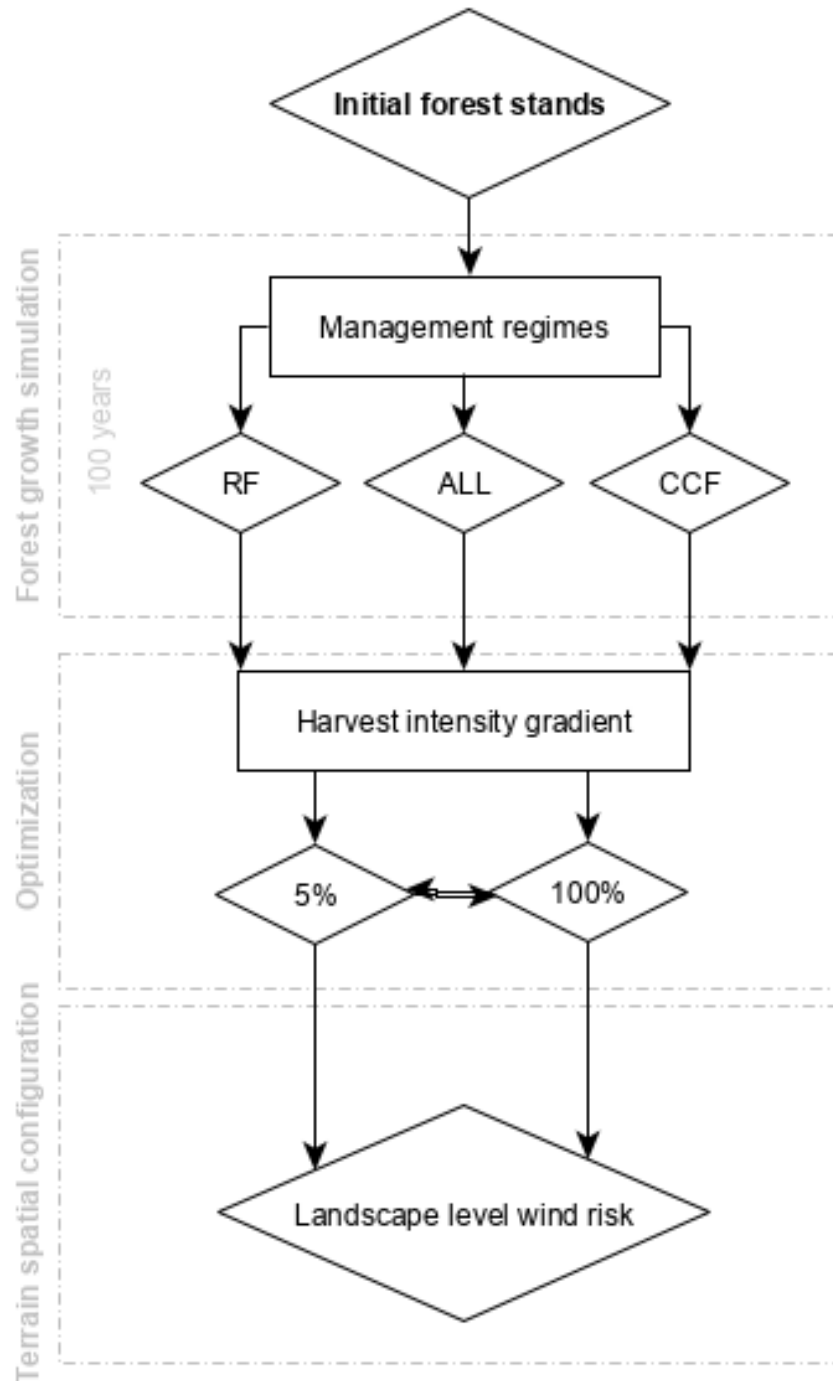 Initial forest stands
Forest growth simulation
100 years
Management regimes
RF
ALL
CCF
Optimization
Harvest intensity gradient
5%
100%
Terrain spatial configuration
Landscape level wind risk